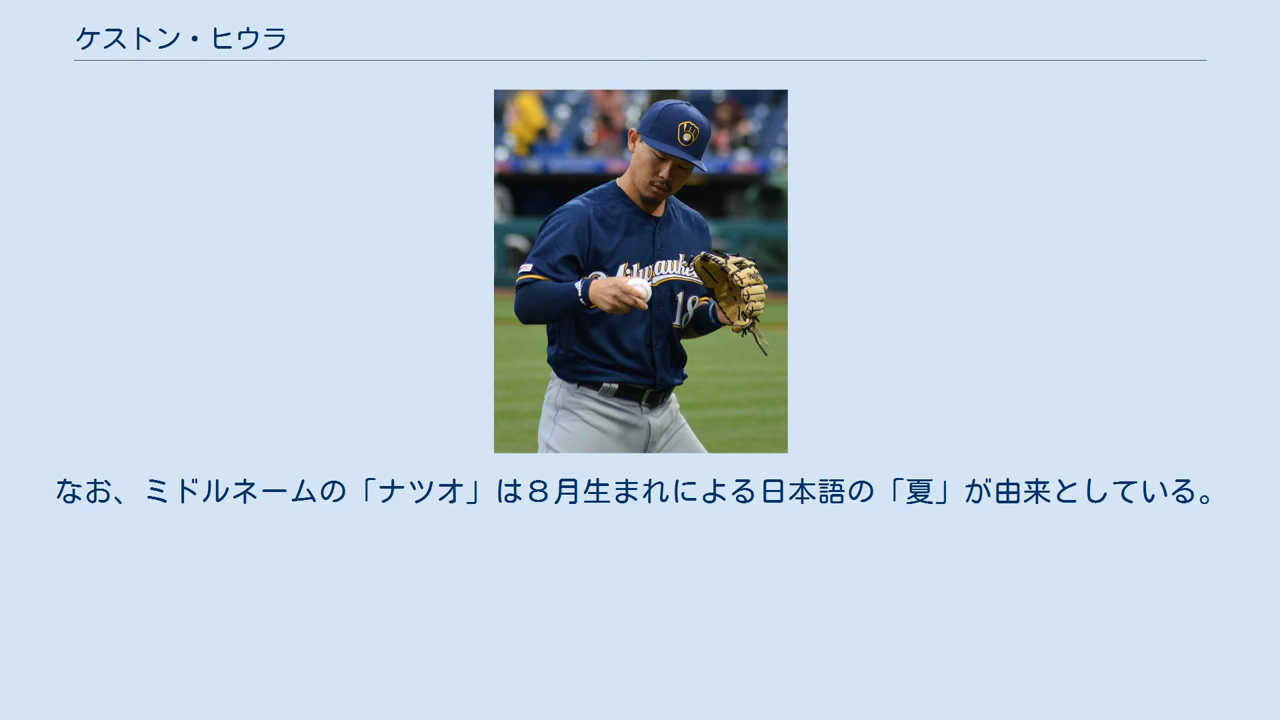 ケストン・ヒウラ
Milwaukee
18
なお、ミドルネームの「ナツオ」は８月生まれによる日本語の「夏」が由来としている。